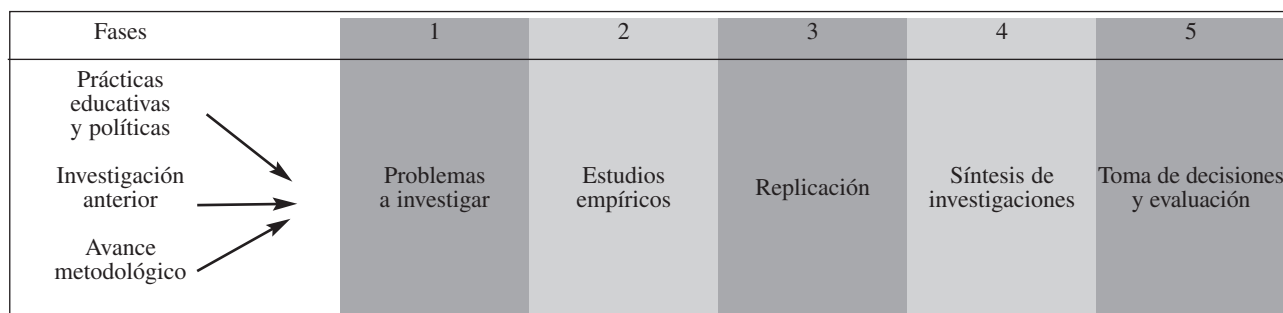 Fases 1 2 3 4 5
Prácticas
educativas
y políticas
Investigación
anterior
Avance
metodológico
Problemas
a investigar
Estudios
empíricos
Replicación
Síntesis de
investigaciones
Toma de decisiones
y evaluación